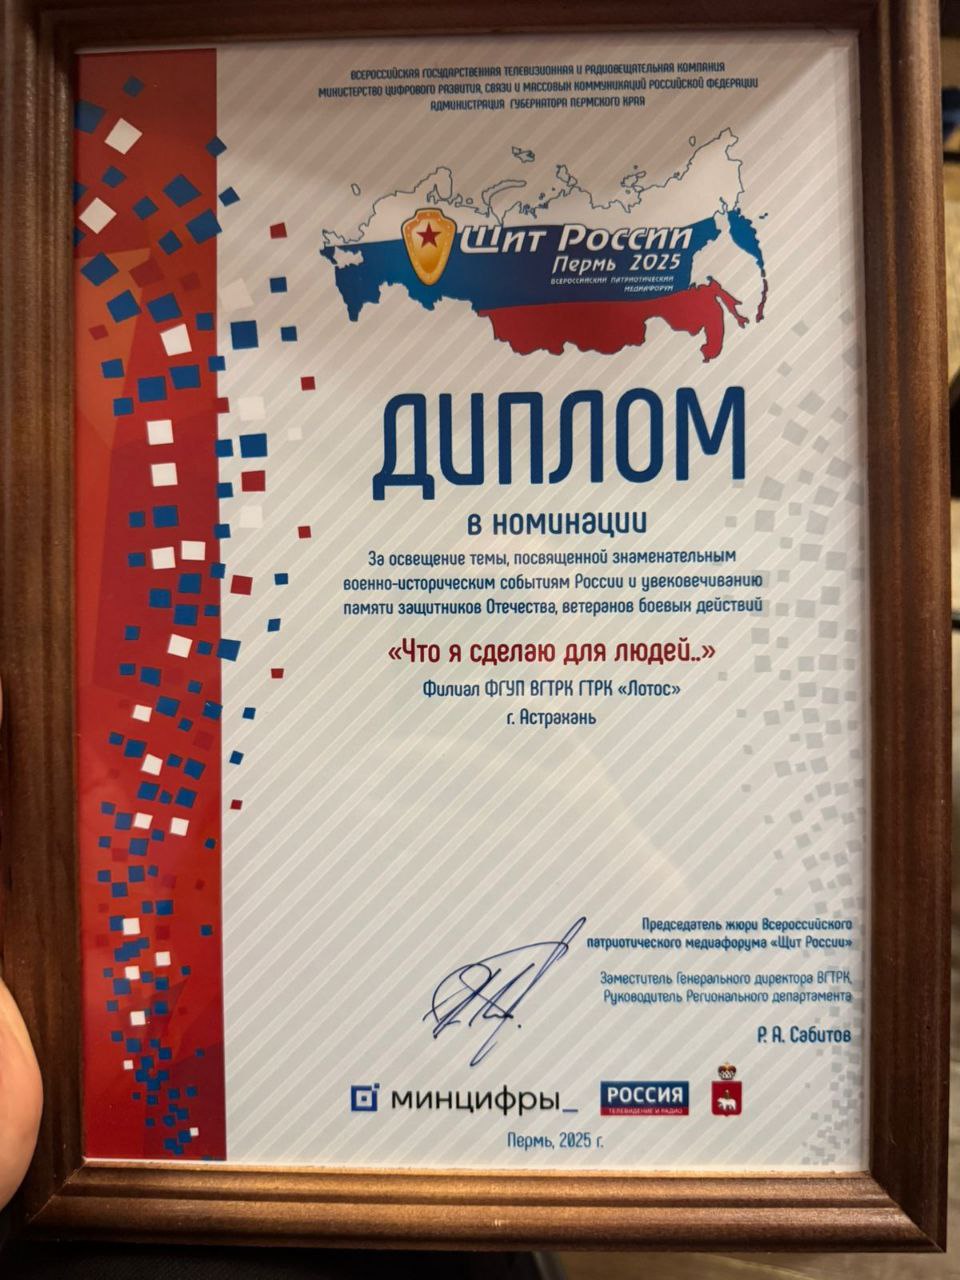 ВСЕРОССИЙСКАЯ ГОСУДАРСТВЕННАЯ ТЕЛЕВИЗИОННАЯ И РАДИОВЕЩАТЕЛЬНАЯ КОМПАНИЯ
МИНИСТЕРСТВО ЦИФРОВОГО РАЗВИТИЯ, СВЯЗИ И МАССОВЫХ КОММУНИКАЦИЙ РОССИЙСКОЙ ФЕДЕРАЦИИ
АДМИНИСТРАЦИЯ ГУБЕРНАТОРА ПЕРМСКОГО КРАЯ
Щит России
Пермь 2025
ВСЕРОССИЙСКИЙ ПАТРИОТИЧЕСКИЙ
МЕДИАФОРУМ
ДИПЛОМ
в номинации
За освещение темы, посвященной знаменательным
военно-историческим событиям России и увековечиванию
памяти защитников Отечества, ветеранов боевых действий
«Что я сделаю для людей..»
Филиал ФГУП ВГТРК ГТРК «Лотос»
г. Астрахань
Председатель жюри Всероссийского
патриотического медиафорума «Щит России»
Заместитель Генерального директора ВГТРК,
Руководитель Регионального департамента
Р. А. Сабитов
минцифры_
РОССИЯ
ТЕЛЕВИДЕНИЕ И РАДИО
Пермь, 2025 г.